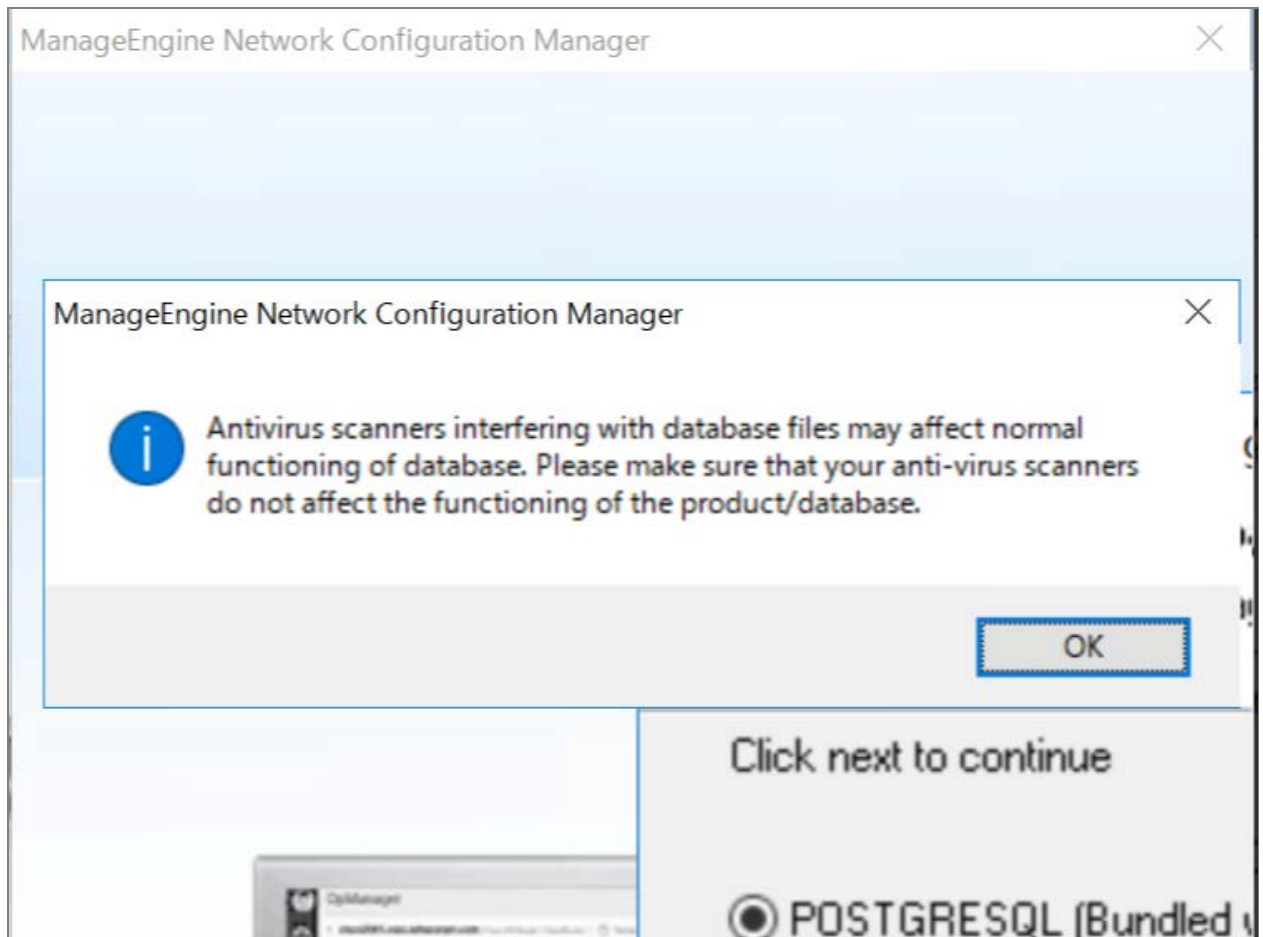 ManageEngine Network Configuration Manager
ManageEngine Network Configuration Manager
Antivirus scanners interfering with database files may affect normal
functioning of database. Please make sure that your anti-virus scanners
do not affect the functioning of the product/database.
OK
Click next to continue
OpManager
POSTGRESQL (Bundled